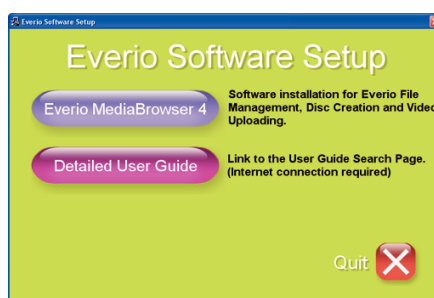 Everio Software Setup
Everio Software Setup
Everio MediaBrowser 4
Software installation for Everio File
Management, Disc Creation and Video
Uploading.
Detailed User Guide
Link to the User Guide Search Page.
(Internet connection required)
Quit